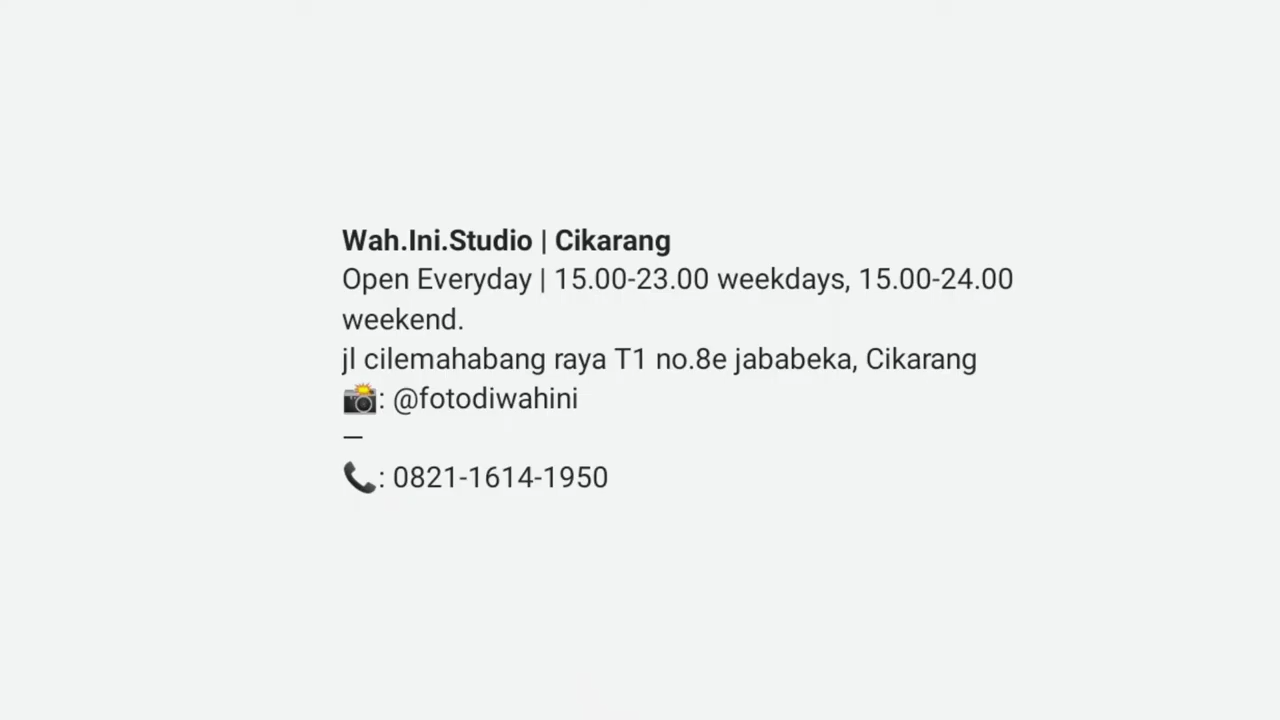 Wah.Ini.Studio | Cikarang
Open Everyday | 15.00-23.00 weekdays, 15.00-24.00
weekend.
jl cilemahabang raya T1 no.8e jababeka, Cikarang
📸: @fotodiwahini
—
📞: 0821-1614-1950